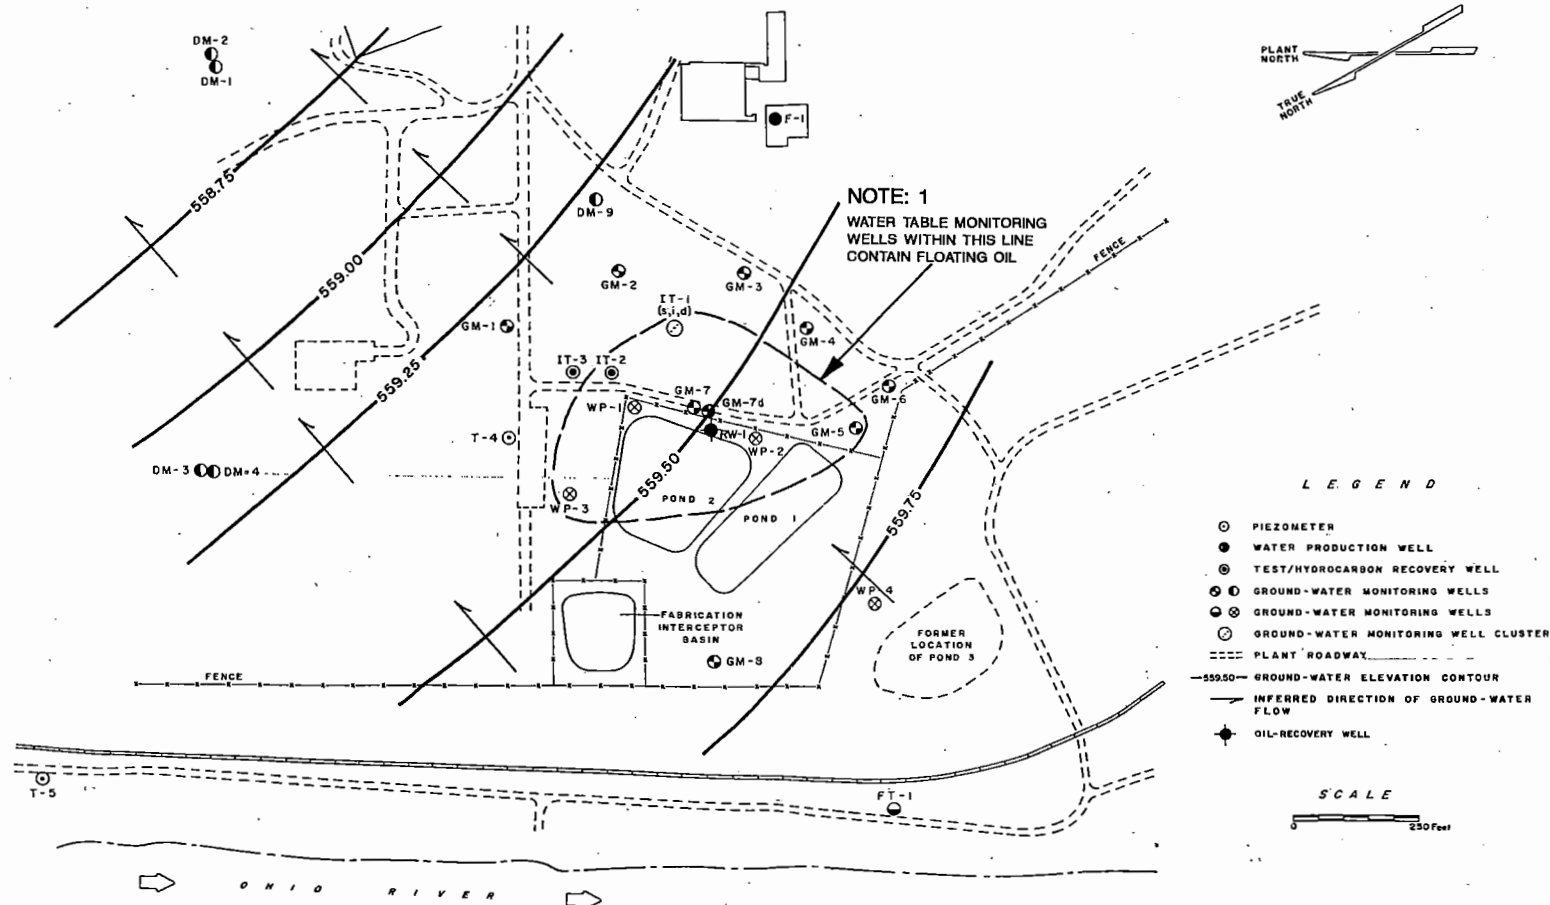 DM-2
DM-1
PLANT
NORTH
TRUE
NORTH
F-1
558.75
DM-9
NOTE: 1
WATER TABLE MONITORING
WELLS WITHIN THIS LINE
CONTAIN FLOATING OIL
FENCE
559.00
GM-2
GM-3
IT-1
(s,i,d)
GM-1
GM-4
559.25
IT-3 IT-2
GM-7
GM-7d
GM-6
WP-1
RW-1
GM-5
T-4
WP-2
DM-3
DM-4
559.50
WP-3
POND 2
POND 1
559.75
WP-4
FABRICATION
INTERCEPTOR
BASIN
FORMER
LOCATION
OF POND 3
GM-8
FENCE
T-5
FT-1
OHIO RIVER
LEGEND
PIEZOMETER
WATER PRODUCTION WELL
TEST/HYDROCARBON RECOVERY WELL
GROUND-WATER MONITORING WELLS
GROUND-WATER MONITORING WELLS
GROUND-WATER MONITORING WELL CLUSTER
PLANT ROADWAY
559.50 GROUND-WATER ELEVATION CONTOUR
INFERRED DIRECTION OF GROUND-WATER
FLOW
OIL-RECOVERY WELL
SCALE
0 250 Feet